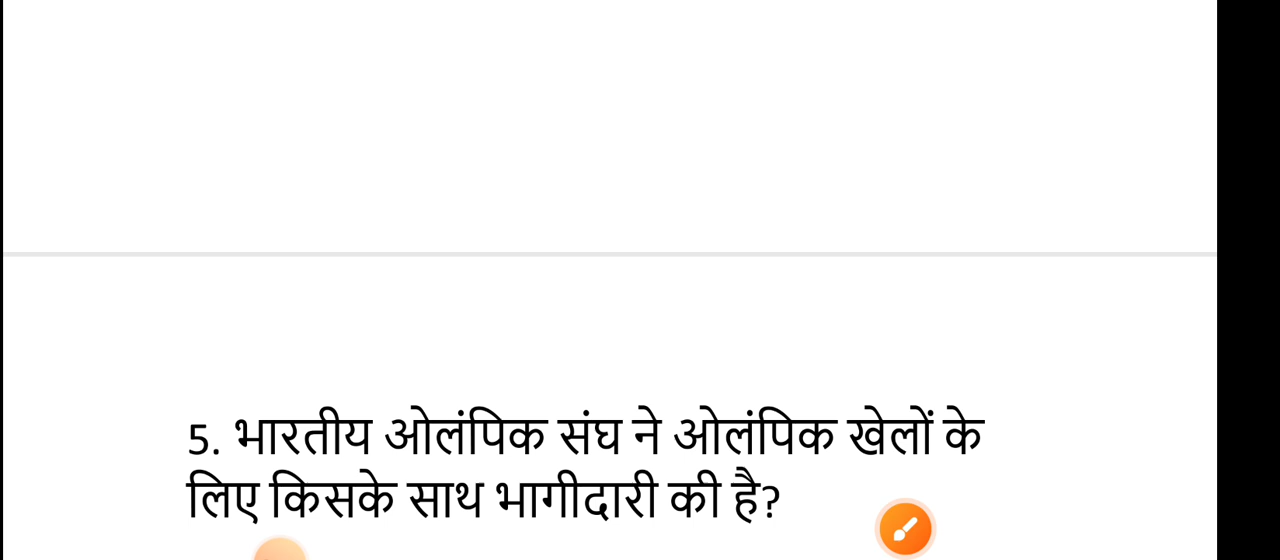 5. भारतीय ओलंपिक संघ ने ओलंपिक खेलों के
लिए किसके साथ भागीदारी की है?